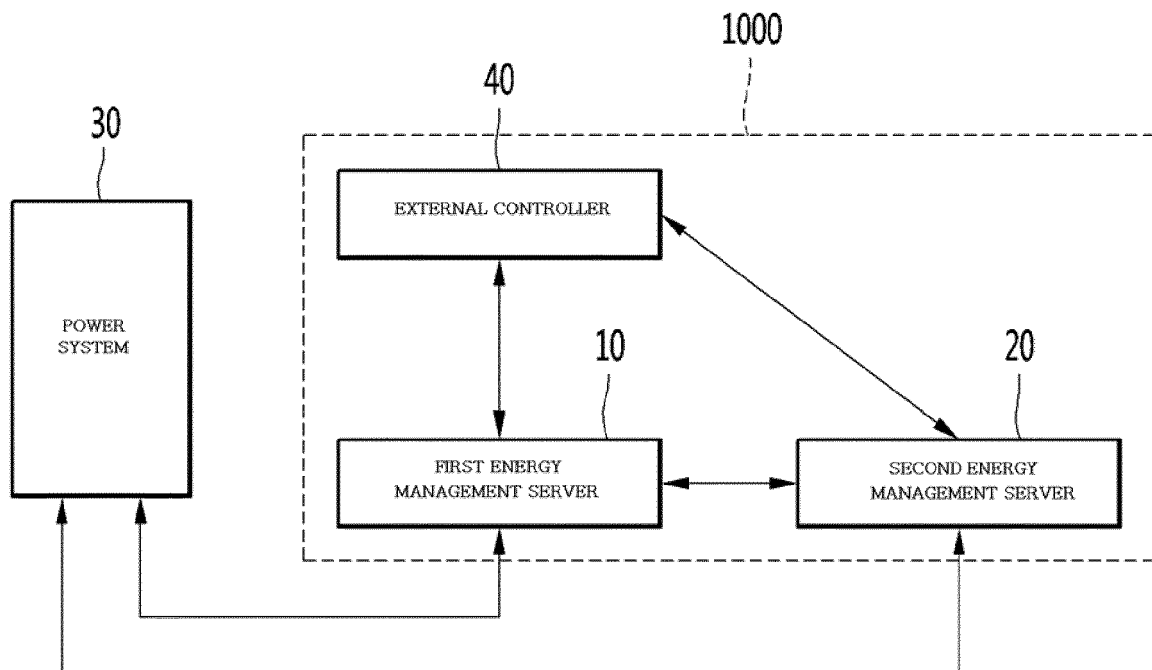 1000
40
30
EXTERNAL CONTROLLER
POWER
SYSTEM
10
20
FIRST ENERGY
MANAGEMENT SERVER
SECOND ENERGY
MANAGEMENT SERVER